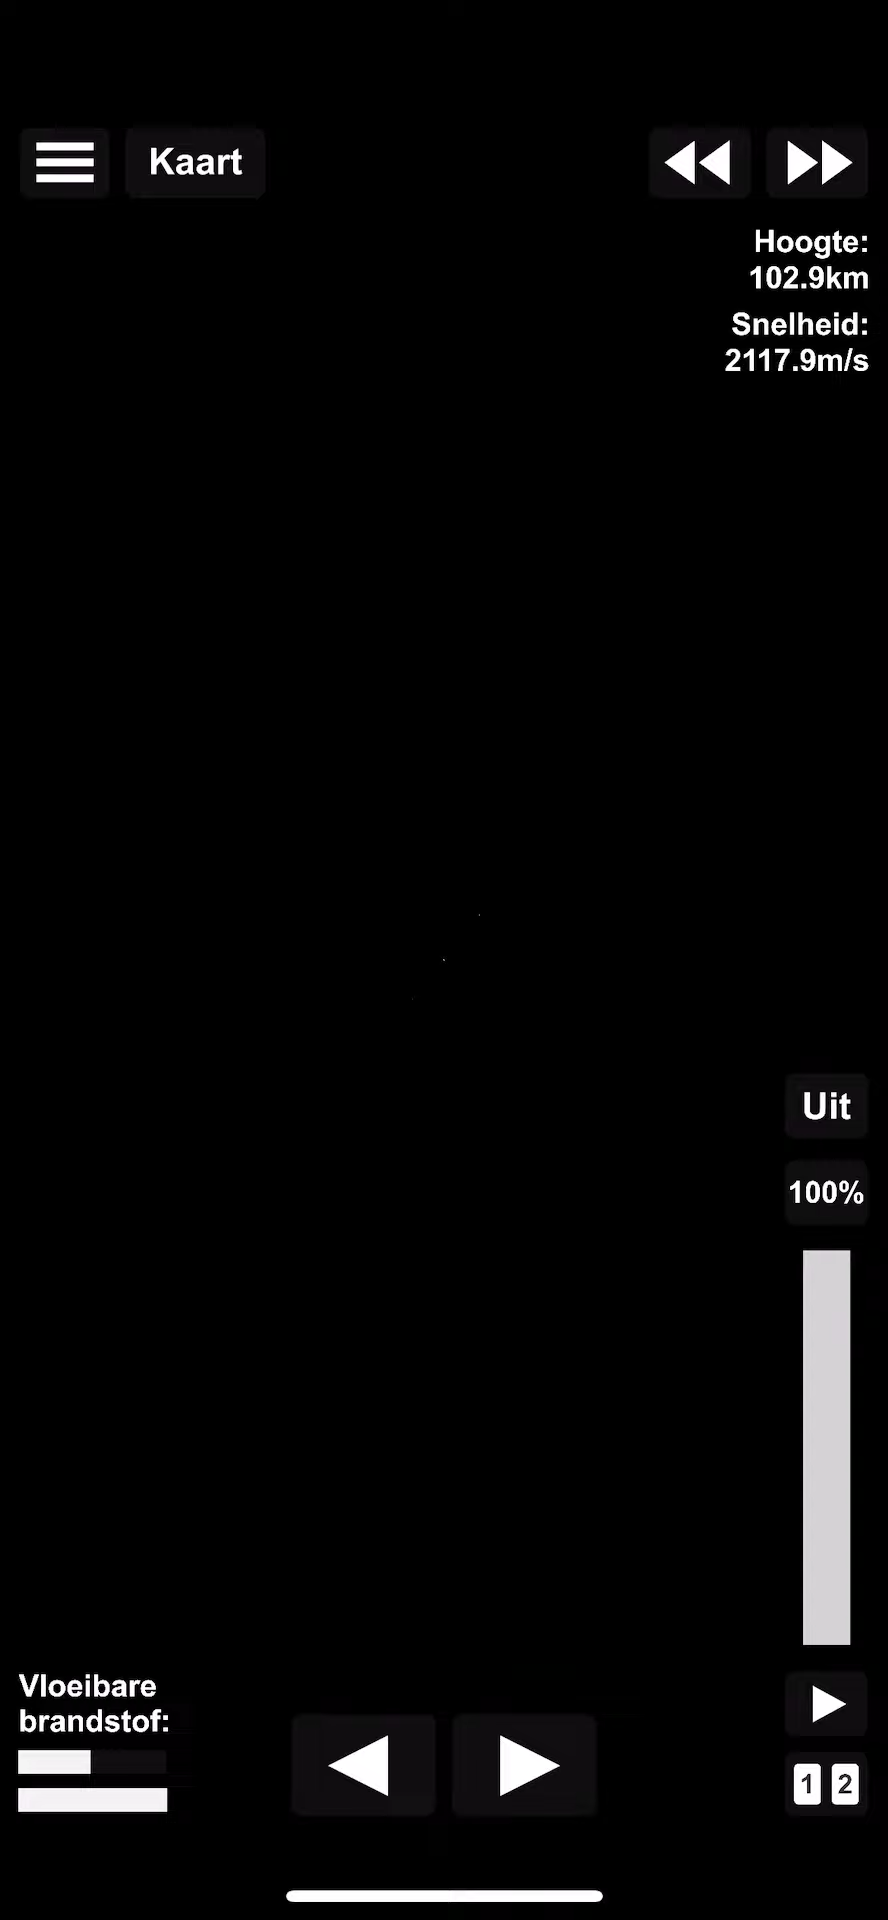 Kaart
Hoogte:
102.9km
Snelheid:
2117.9m/s
Uit
100%
Vloeibare
brandstof:
1 2